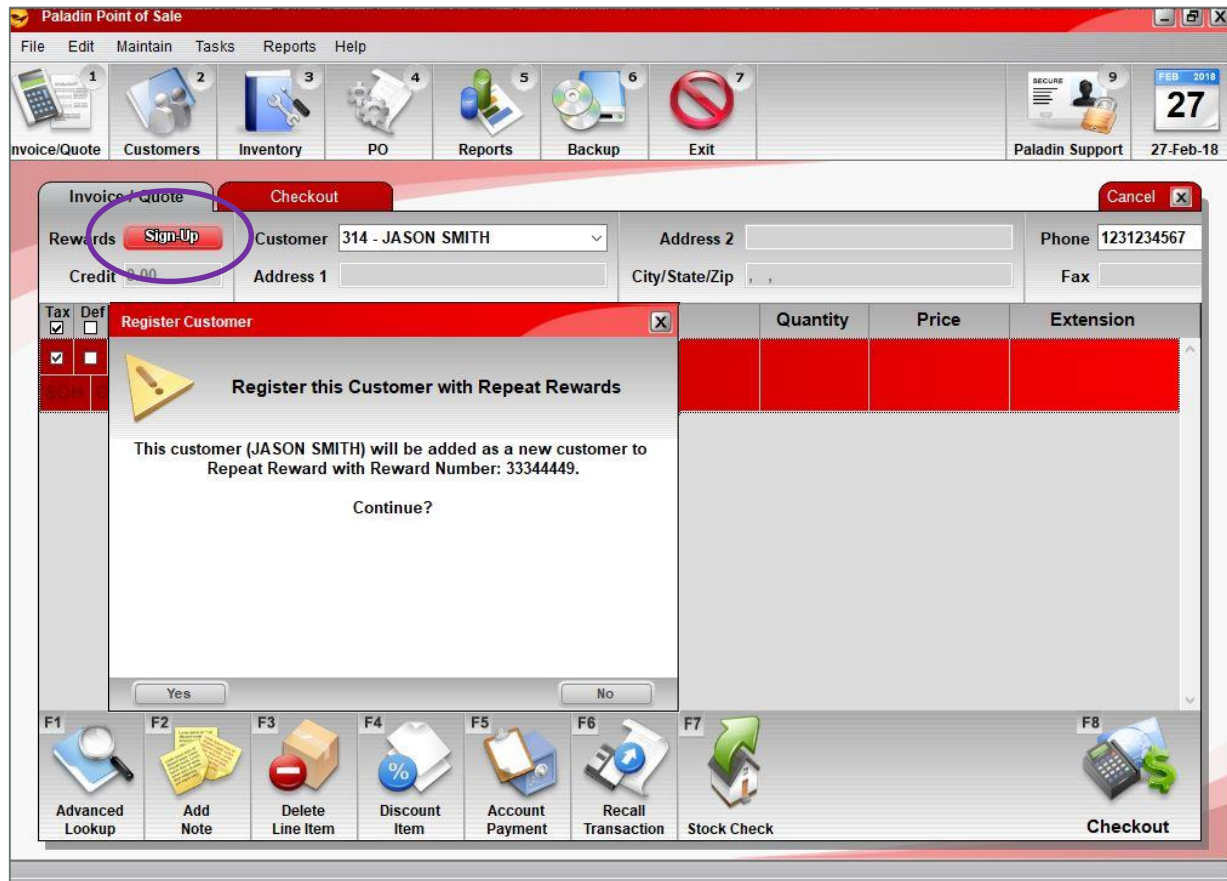 Paladin Point of Sale
File Edit Maintain Tasks Reports Help
1 2 3 4 5 6 7 SECURE 9 FEB 2018
27
nvoice/Quote Customers Inventory PO Reports Backup Exit Paladin Support 27-Feb-18
Invoice / Quote Checkout Cancel X
Rewards Sign-Up Customer 314 - JASON SMITH Address 2 Phone 1231234567
Credit 0.00 Address 1 City/State/Zip , , Fax
Tax Def Quantity Price Extension
SOH
Register Customer X
Register this Customer with Repeat Rewards
This customer (JASON SMITH) will be added as a new customer to
Repeat Reward with Reward Number: 33344449.
Continue?
Yes No
F1 F2 F3 F4 F5 F6 F7 F8
Advanced Add Delete Discount Account Recall
Lookup Note Line Item Item Payment Transaction Stock Check Checkout